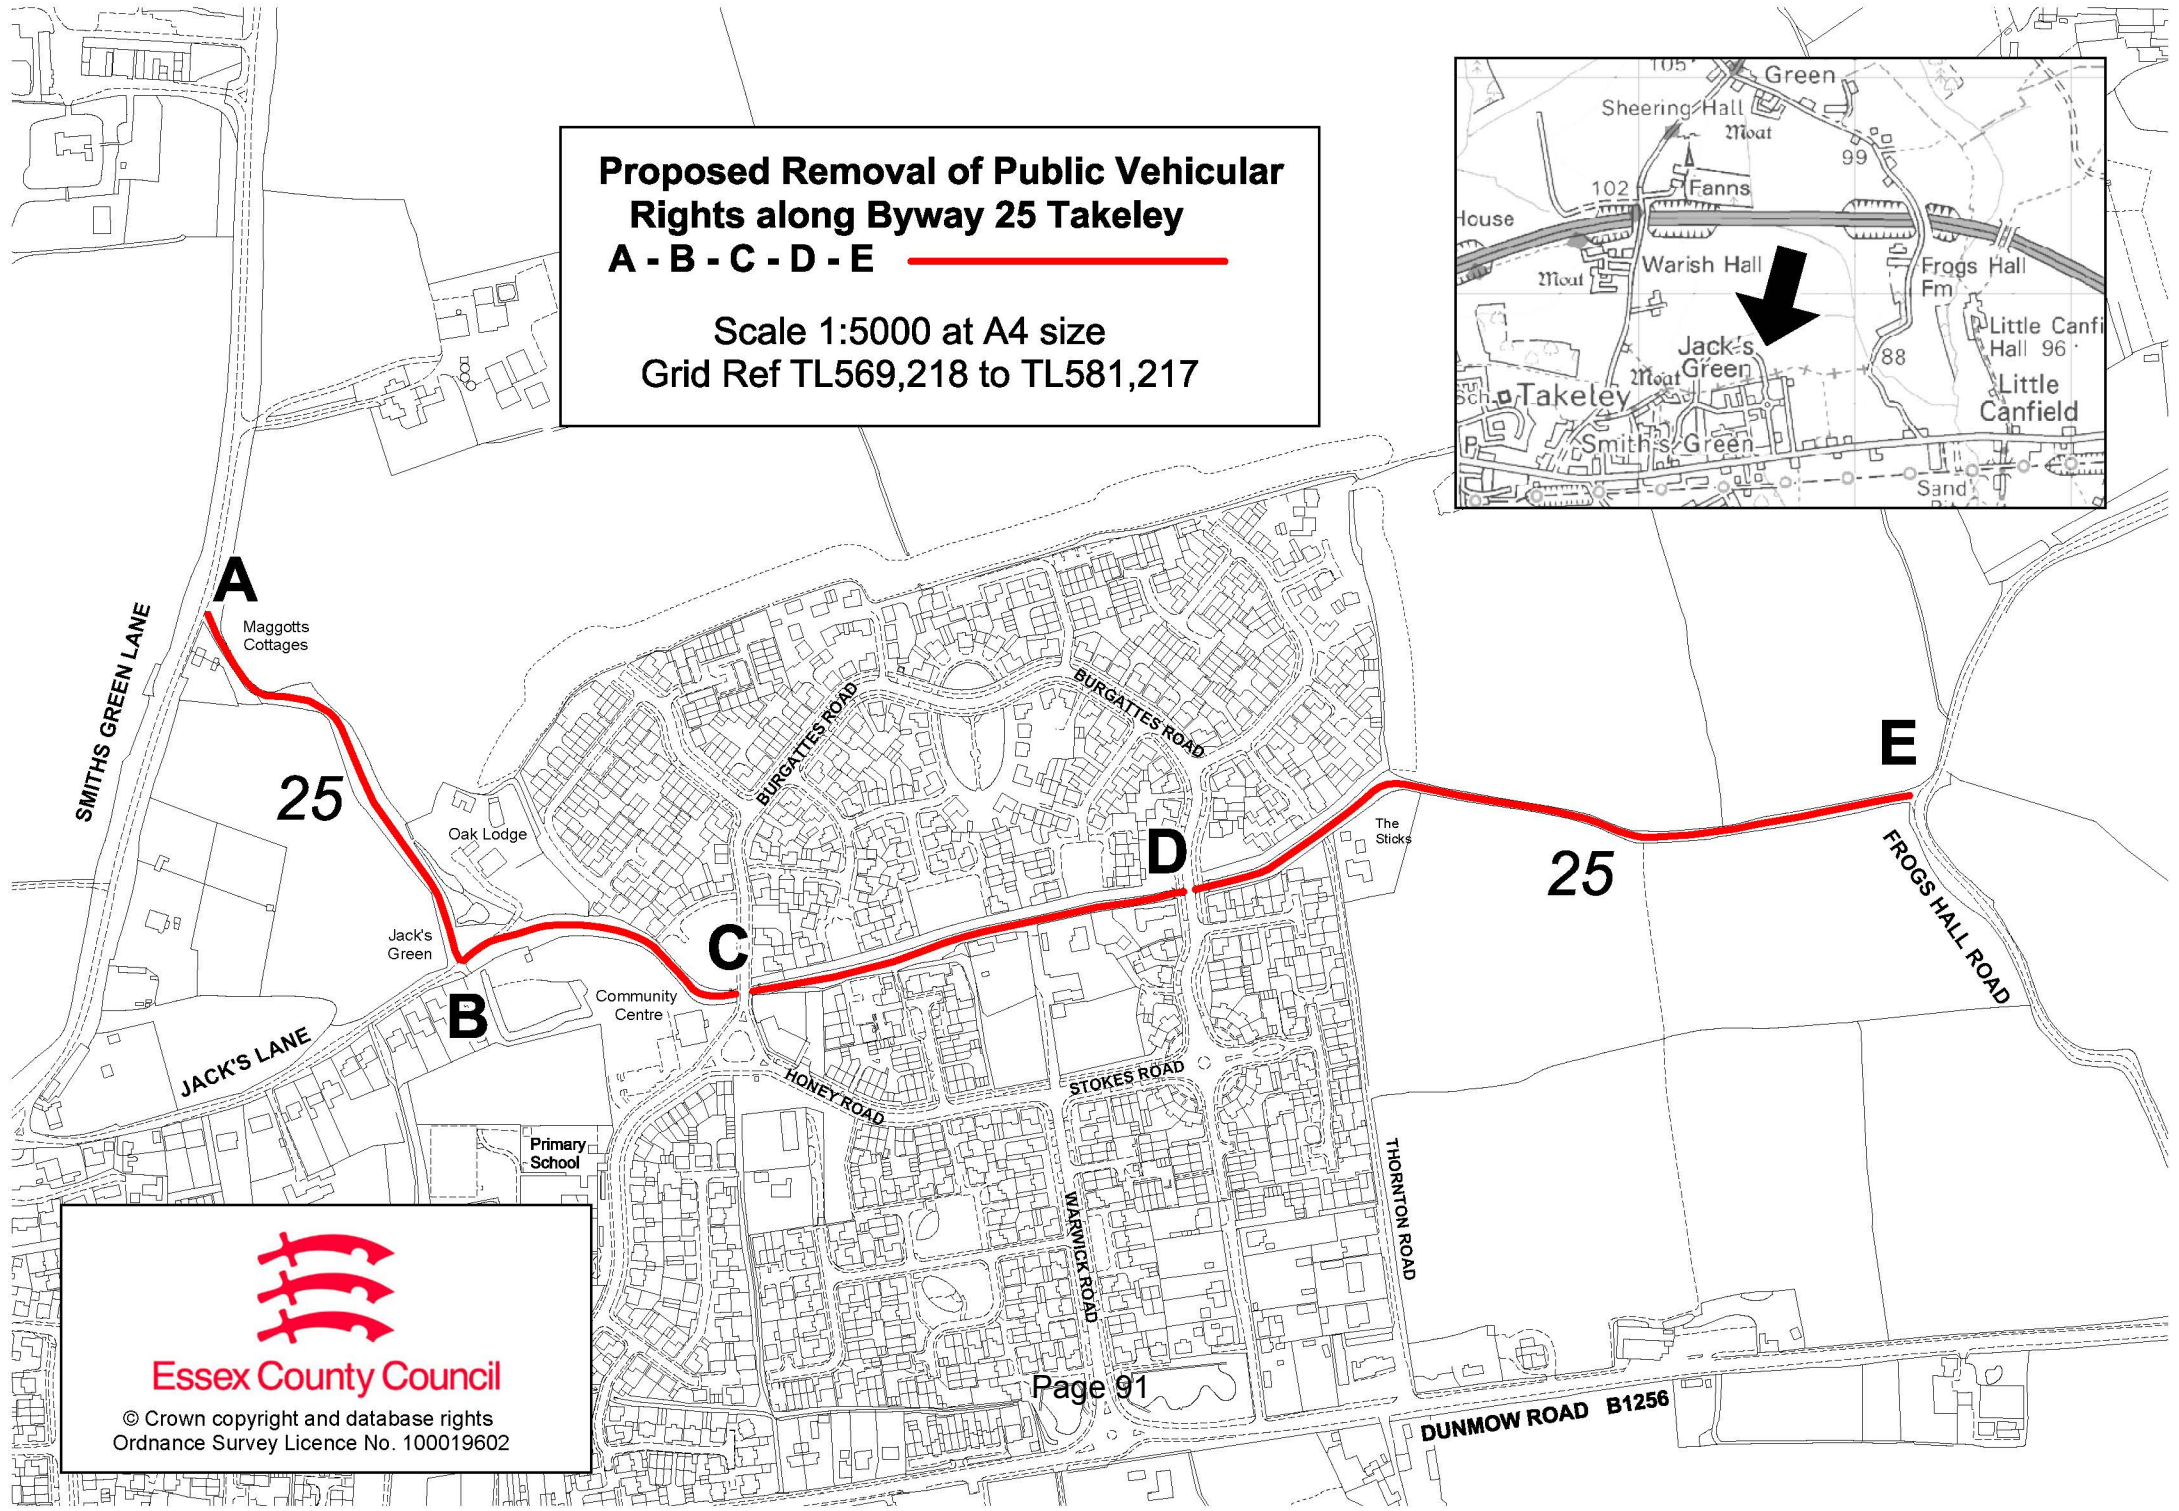 Proposed Removal of Public Vehicular
Rights along Byway 25 Takeley
A - B - C - D - E
Scale 1:5000 at A4 size
Grid Ref TL569,218 to TL581,217
105
Green
Sheering Hall
Moat
99
102
Fanns
House
Warish Hall
Moat
Frogs Hall
Fm
Little Canfi
Hall 96
Jack's
Green
88
Moat
Sch
Takeley
Little
Canfield
Smith's Green
P
Sand
A
Maggotts
Cottages
SMITHS GREEN LANE
25
Oak Lodge
BURGATTES ROAD
BURGATTES ROAD
E
D
The
Sticks
25
FROGS HALL ROAD
Jack's
Green
C
B
Community
Centre
JACK'S LANE
HONEY ROAD
STOKES ROAD
Primary
School
WARWICK ROAD
THORNTON ROAD
Essex County Council
© Crown copyright and database rights
Ordnance Survey Licence No. 100019602
Page 91
DUNMOW ROAD B1256